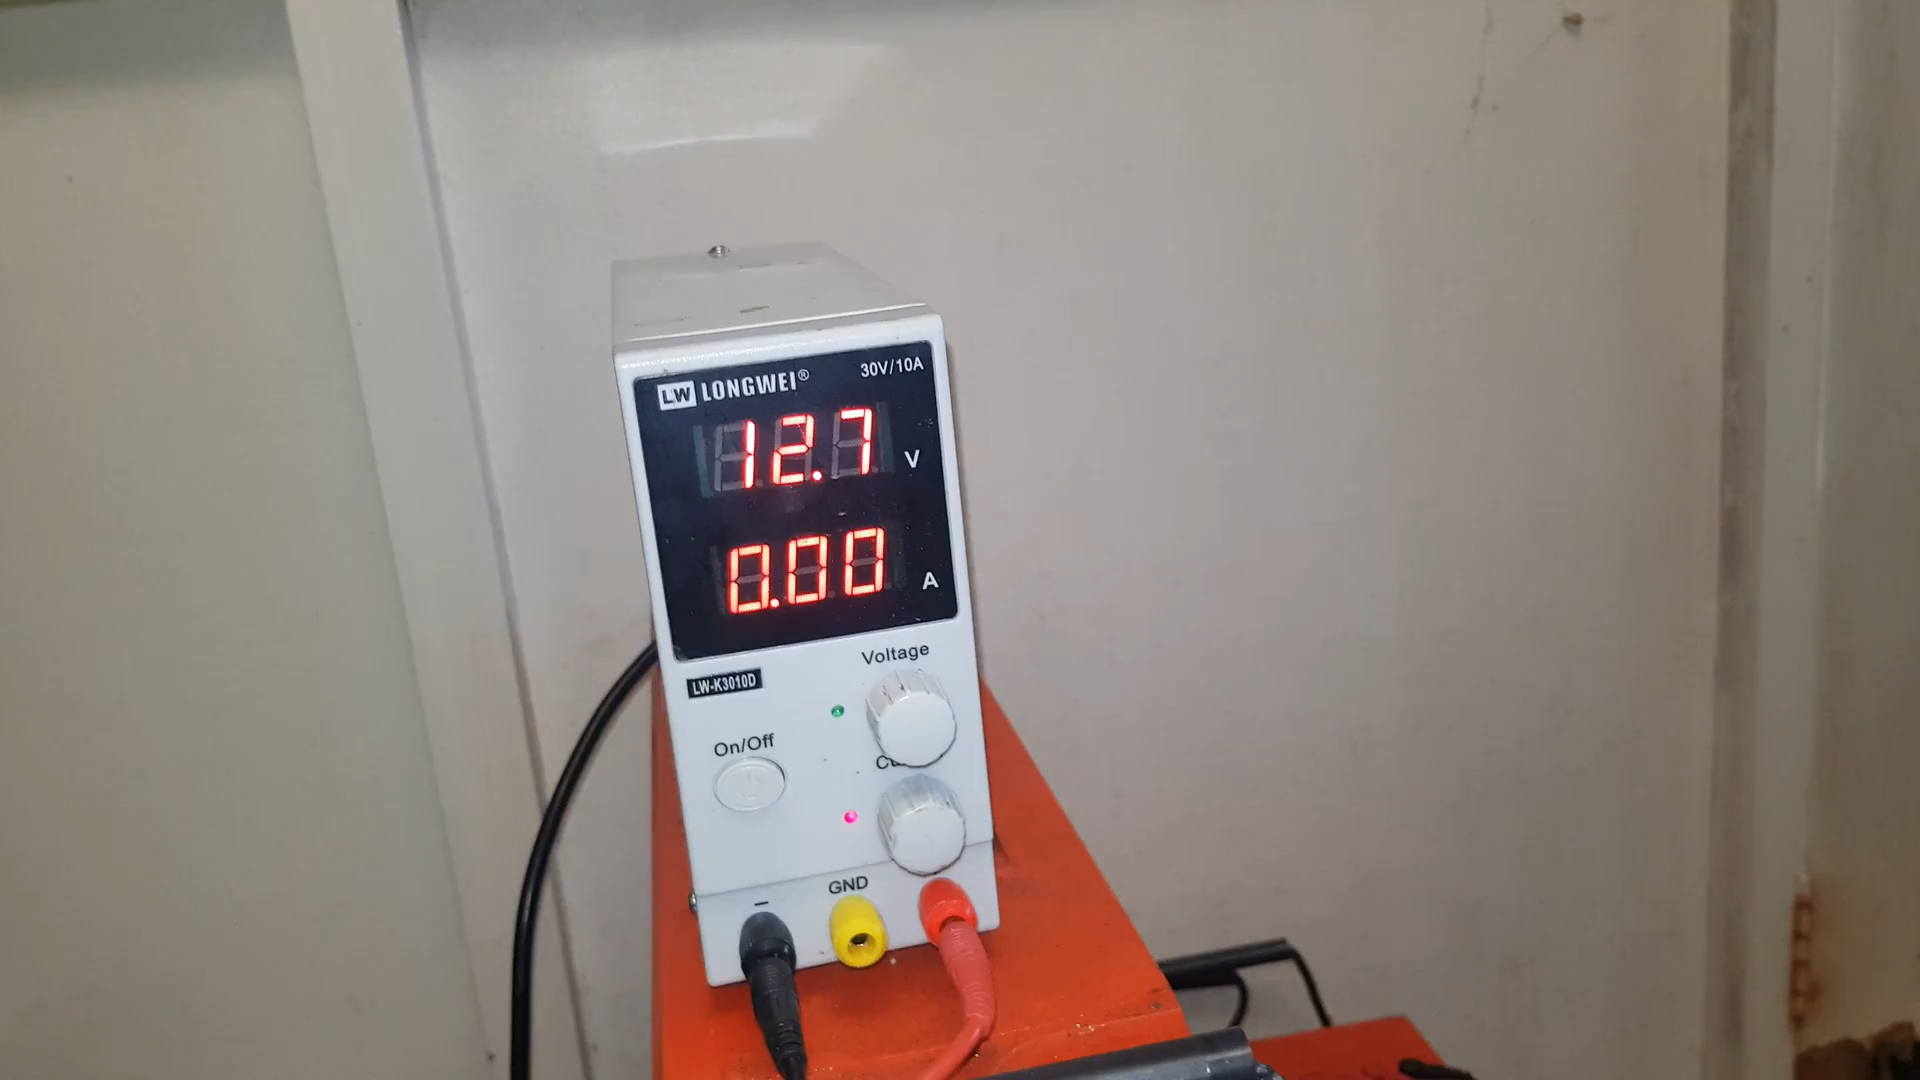 LW LONGWEI® 30V/10A
12.7 V
0.00 A
Voltage
LW-K3010D
On/Off
GND
−